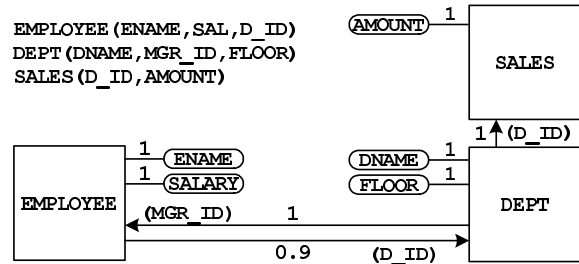 EMPLOYEE(ENAME,SAL,D_ID)
DEPT(DNAME,MGR_ID,FLOOR)
SALES(D_ID,AMOUNT)
AMOUNT 1
SALES
1 (D_ID)
EMPLOYEE
1 ENAME
1 SALARY
DNAME 1
FLOOR 1
DEPT
(MGR_ID) 1
0.9 (D_ID)